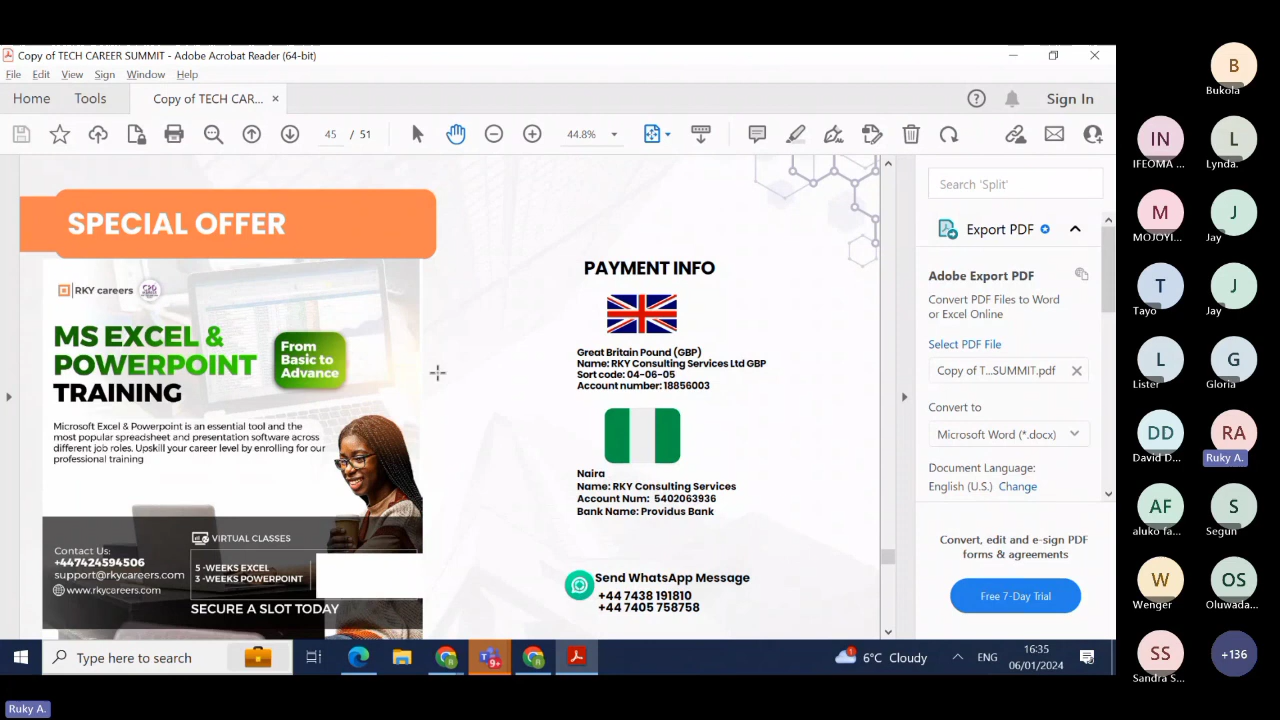 Copy of TECH CAREER SUMMIT - Adobe Acrobat Reader (64-bit)
File Edit View Sign Window Help
Home Tools Copy of TECH CAR... × Sign In
45 / 51 44.8%
SPECIAL OFFER
RKY careers
MS EXCEL &
POWERPOINT
TRAINING
From
Basic to
Advance
Microsoft Excel & Powerpoint is an essential tool and the
most popular spreadsheet and presentation software across
different job roles. Upskill your career level by enrolling for our
professional training
Contact Us:
+447424594506
support@rkycareers.com
www.rkycareers.com
VIRTUAL CLASSES
5 -WEEKS EXCEL
3 -WEEKS POWERPOINT
SECURE A SLOT TODAY
PAYMENT INFO
Great Britain Pound (GBP)
Name: RKY Consulting Services Ltd GBP
Sort code: 04-06-05
Account number: 18856003
Naira
Name: RKY Consulting Services
Account Num: 5402063936
Bank Name: Providus Bank
Send WhatsApp Message
+44 7438 191810
+44 7405 758758
Search 'Split'
Export PDF
Adobe Export PDF
Convert PDF Files to Word
or Excel Online
Select PDF File
Copy of T...SUMMIT.pdf
Convert to
Microsoft Word (*.docx)
Document Language:
English (U.S.) Change
Convert, edit and e-sign PDF
forms & agreements
Free 7-Day Trial
Type here to search
9+
6°C Cloudy
ENG
16:35
06/01/2024
B
Bukola
IN
IFEOMA ...
L
Lynda.
M
MOJOYI...
J
Jay
T
Tayo
J
Jay
L
Lister
G
Gloria
DD
David D...
RA
Ruky A.
AF
aluko fa...
S
Segun
W
Wenger
OS
Oluwada...
SS
Sandra S...
+136
Ruky A.